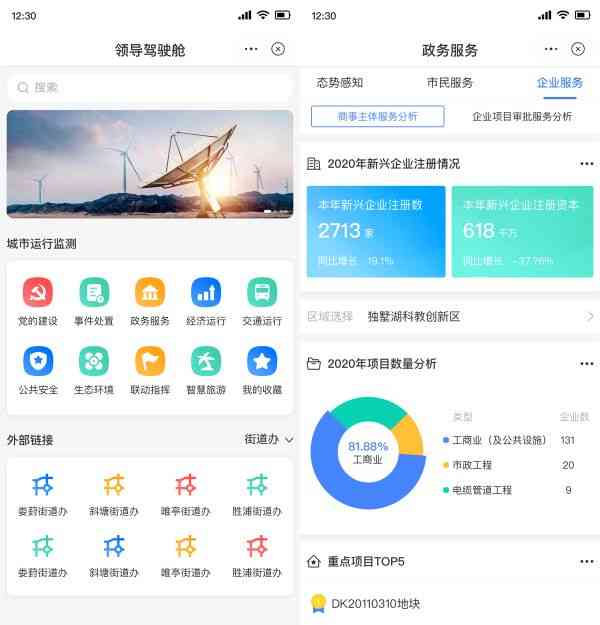 12:30
领导驾驶舱
搜索
城市运行监测
党的建设 事件处置 政务服务 经济运行 交通运行
公共安全 生态环境 联动指挥 智慧旅游 我的收藏
外部链接 街道办
娄葑街道办 斜塘街道办 唯亭街道办 胜浦街道办
娄葑街道办 斜塘街道办 唯亭街道办 胜浦街道办
12:30
政务服务
态势感知 市民服务 企业服务
商事主体服务分析 企业项目审批服务分析
2020年新兴企业注册情况
本年新兴企业注册数
2713 家
同比增长 19.1%
本年新兴企业注册资本
618 千万
同比增长 -37.76%
区域选择 独墅湖科教创新区
2020年项目数量分析
81.88%
工商业
类型 企业数
工商业（及公共设施） 131
市政工程 20
电缆管道工程 9
重点项目TOP5
1 DK20110310地块